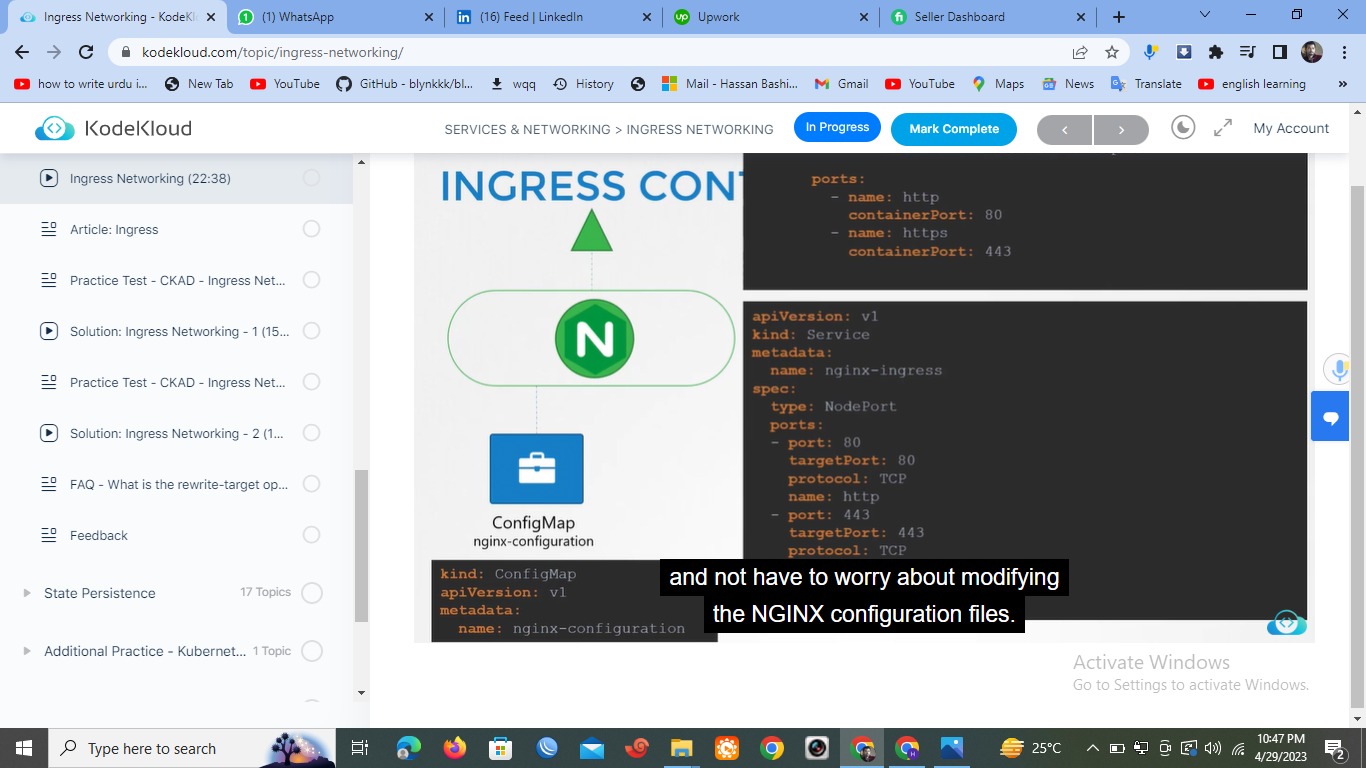 Ingress Networking - Kode
(1) WhatsApp
(16) Feed | LinkedIn
Upwork
Seller Dashboard
kodekloud.com/topic/ingress-networking/
how to write urdu i...
New Tab
YouTube
GitHub - blynkkk/bl...
wqq
History
Mail - Hassan Bashi...
Gmail
YouTube
Maps
News
Translate
english learning
»
KodeKloud
SERVICES & NETWORKING > INGRESS NETWORKING
In Progress
Mark Complete
My Account
Ingress Networking (22:38)
Article: Ingress
Practice Test - CKAD - Ingress Net...
Solution-Ingress Networking - 1 (15...
Practice Test - CKAD - Ingress Net...
Solution- Ingress Networking - 2 (1...
FAQ - What is the rewrite-target op...
State Persistence
17 Topics
Additional Practice - Kubernet...
1 Topic
INGRESS CONT
ports:
- name: http
containerPort: 80
- name: https
containerPort: 443
N
ConfigMap
nginx-configuration
apiVersion: v1
kind: Service
metadata:
name: nginx-ingress
spec:
type: NodePort
ports:
- port: 80
targetPort: 80
protocol: TCP
name: http
- port: 443
targetPort: 443
protocol: TCP
kind: ConfigMap
apiVersion: v1
metadata:
name: nginx-configuration
and not have to worry about modifying
the NGINX configuration files.
Activate Windows
Go to Settings to activate Windows.
Type here to search
25°C
10:47 PM
4/29/2023
2